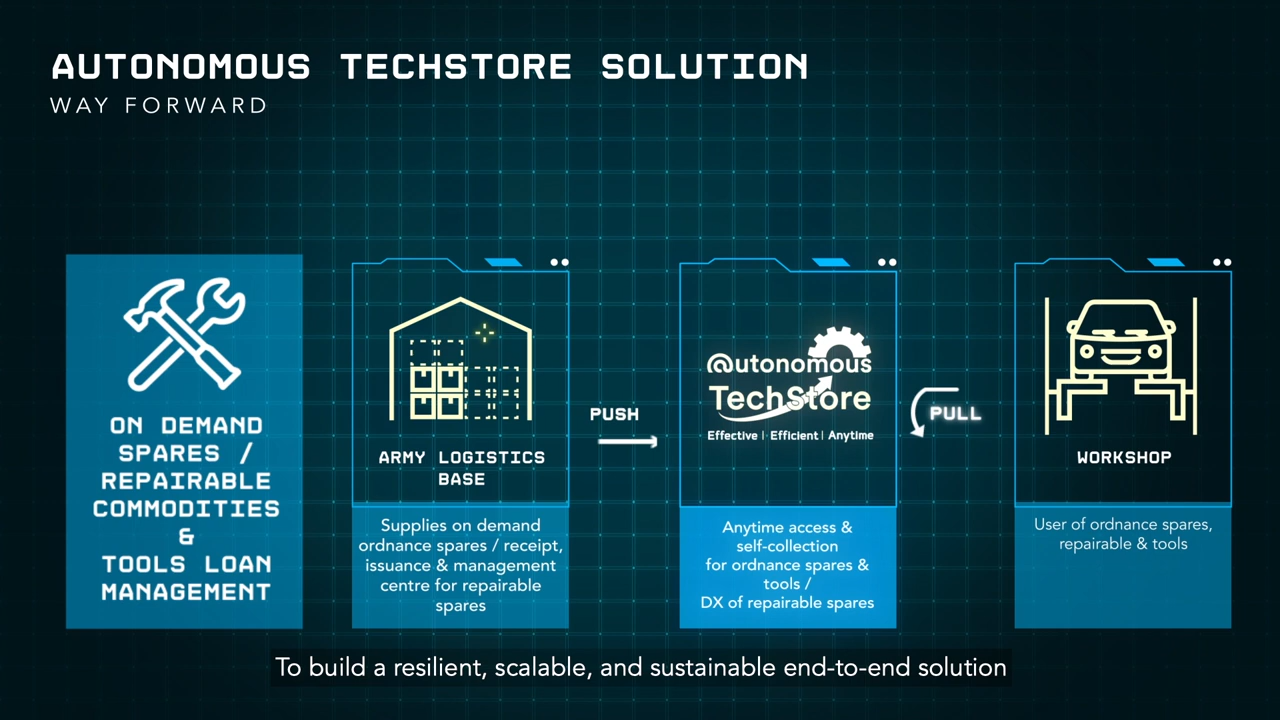 AUTONOMOUS TECHSTORE SOLUTION
WAY FORWARD
ON DEMAND
SPARES /
REPAIRABLE
COMMODITIES
&
TOOLS LOAN
MANAGEMENT
ARMY LOGISTICS
BASE
Supplies on demand
ordnance spares / receipt,
issuance & management
centre for repairable
spares
PUSH
@utonomous
TechStore
Effective | Efficient | Anytime
Anytime access &
self-collection
for ordnance spares &
tools /
DX of repairable spares
PULL
WORKSHOP
User of ordnance spares,
repairable & tools
To build a resilient, scalable, and sustainable end-to-end solution